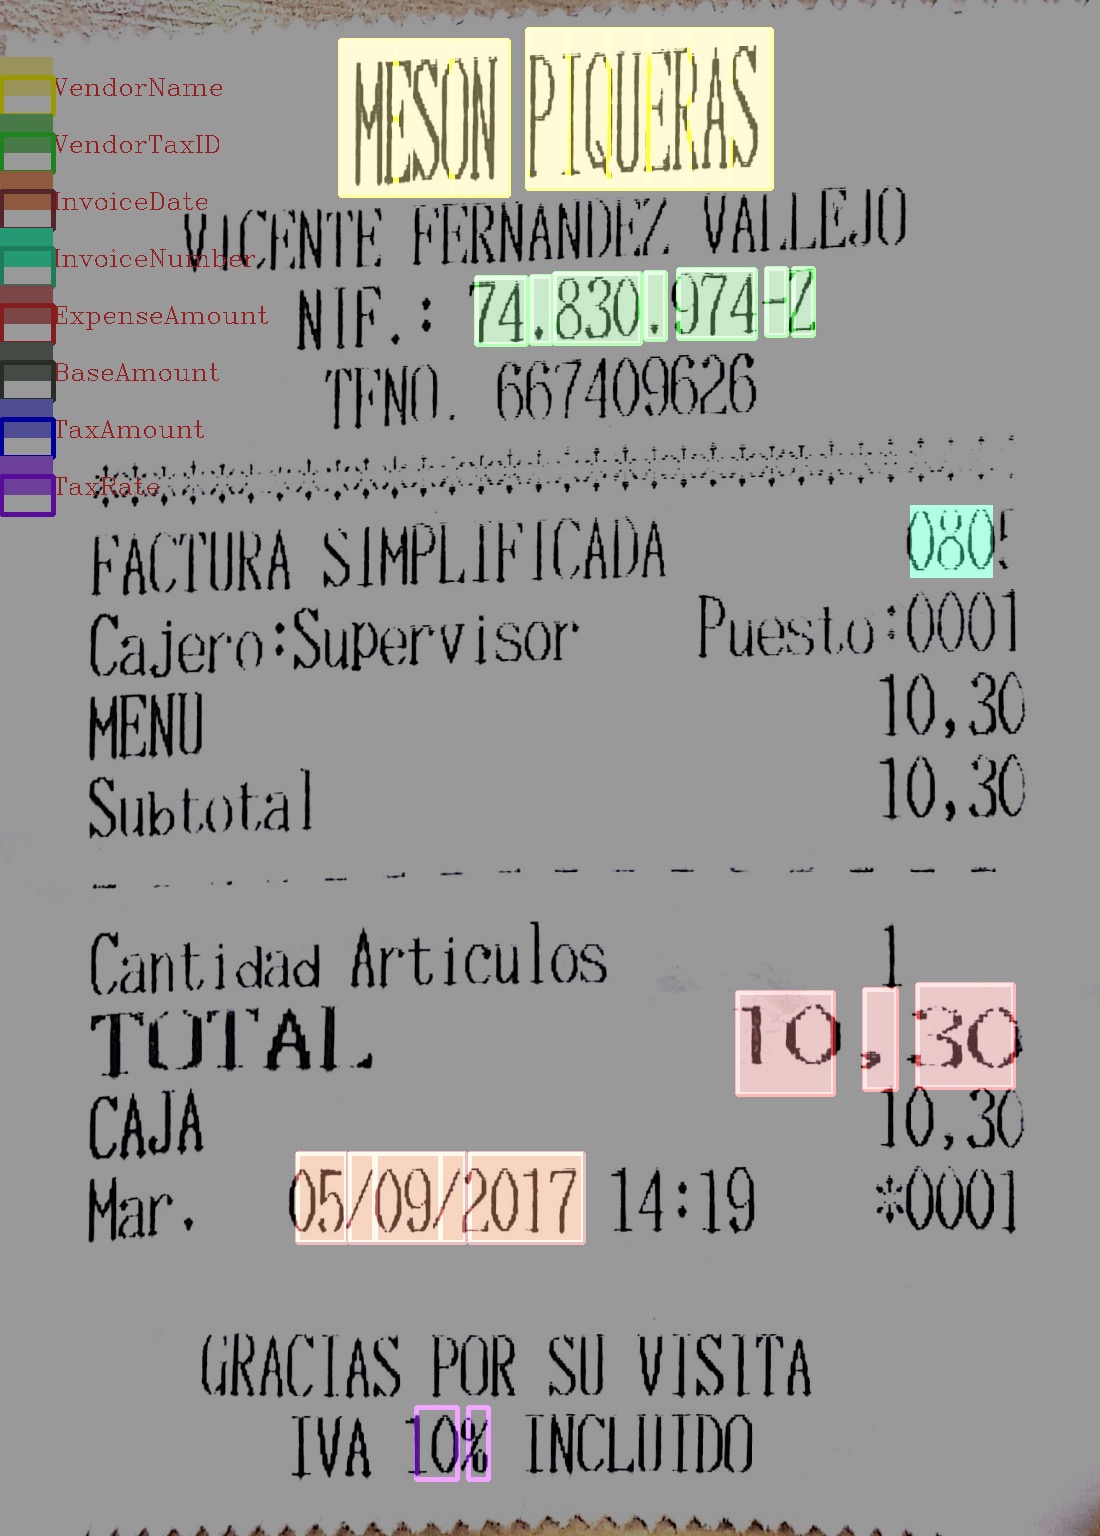 MESON PIQUERAS
VendorName
VendorTaxID
InvoiceDate
VICENTE FERNANDEZ VALLEJO
InvoiceNumber
NIF.: 74.830.974-Z
ExpenseAmount
BaseAmount
TFNO. 667409626
TaxAmount
TaxRate
FACTURA SIMPLIFICADA 080
Cajero:Supervisor Puesto:0001
MENU 10,30
Subtotal 10,30
Cantidad Articulos 1
TOTAL 10,30
CAJA 10,30
Mar. 05/09/2017 14:19 *0001
GRACIAS POR SU VISITA
IVA 10% INCLUIDO